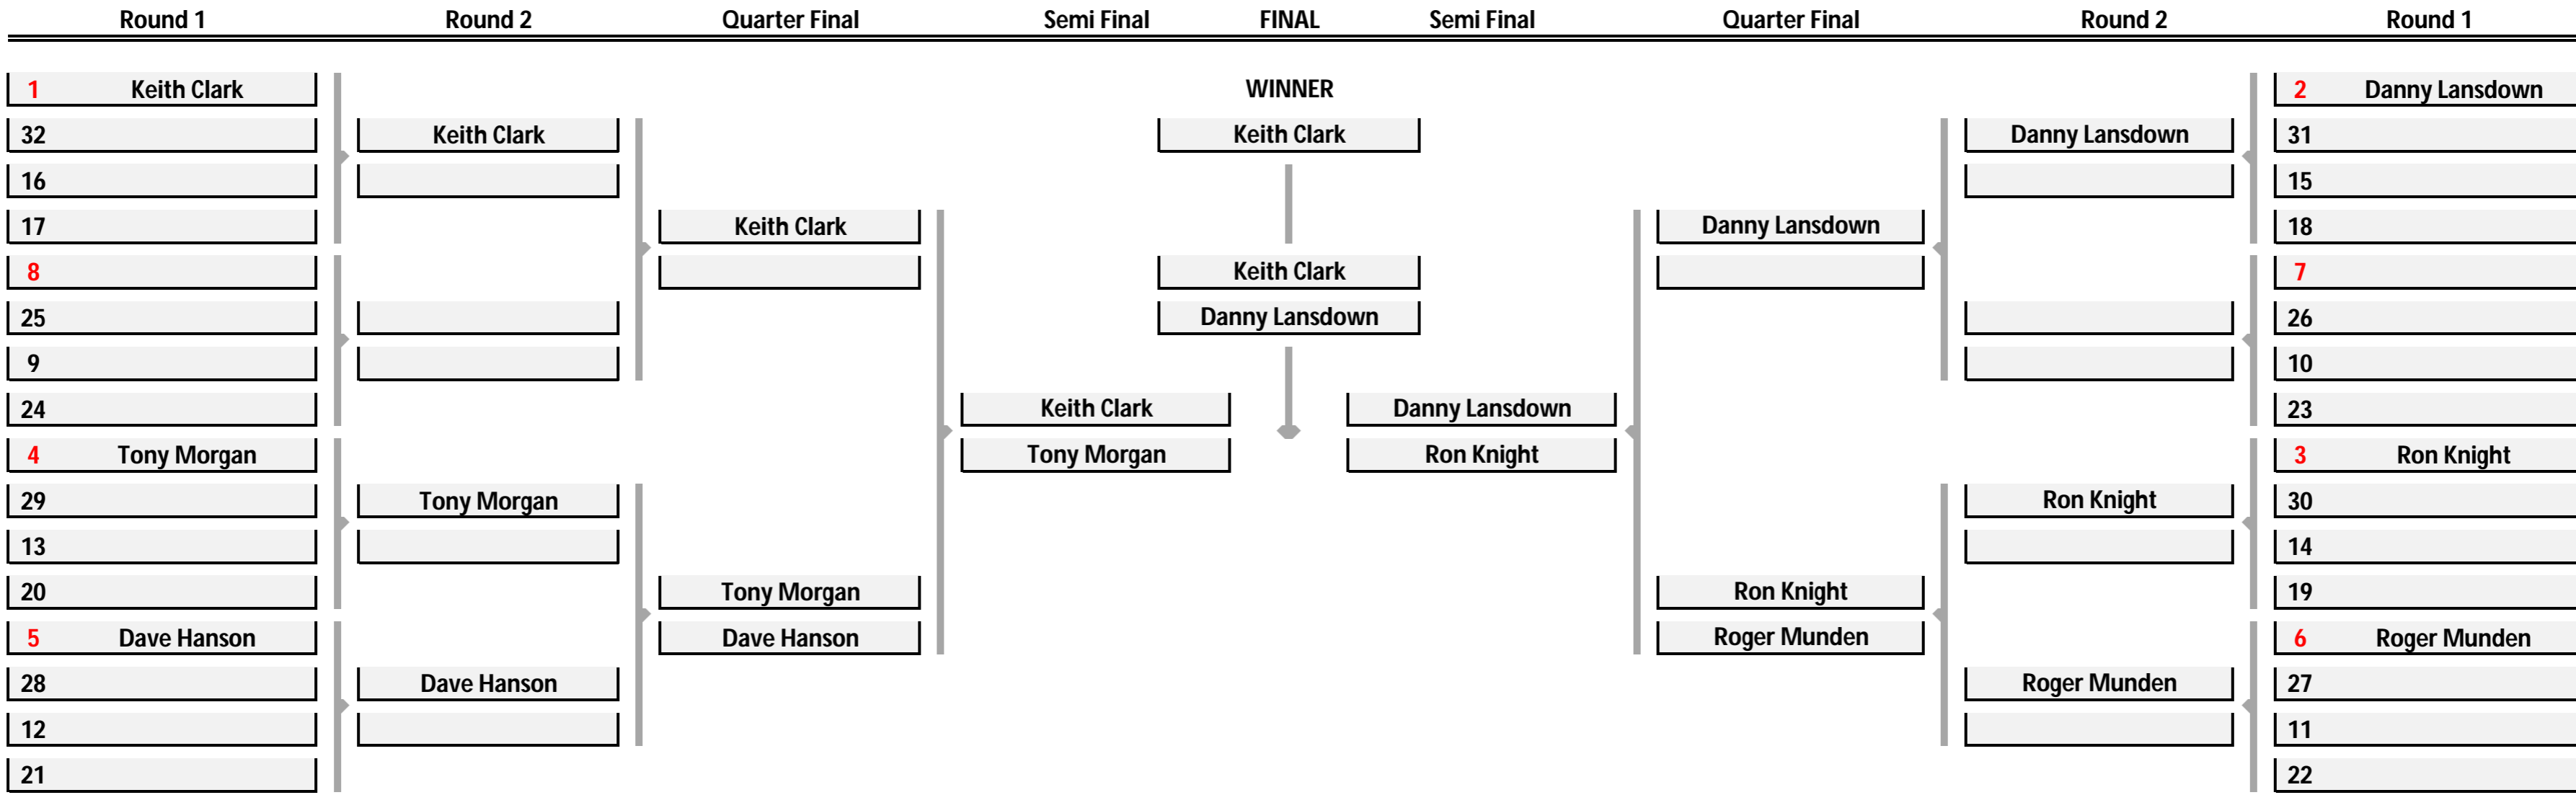 Round 1 Round 2 Quarter Final Semi Final FINAL Semi Final Quarter Final Round 2 Round 1
1 Keith Clark WINNER 2 Danny Lansdown
32 Keith Clark Keith Clark Danny Lansdown 31
16 15
17 Keith Clark Danny Lansdown 18
8 Keith Clark 7
25 Danny Lansdown 26
9 10
24 Keith Clark Danny Lansdown 23
4 Tony Morgan Tony Morgan Ron Knight 3 Ron Knight
29 Tony Morgan Ron Knight 30
13 14
20 Tony Morgan Ron Knight 19
5 Dave Hanson Dave Hanson Roger Munden 6 Roger Munden
28 Dave Hanson Roger Munden 27
12 11
21 22